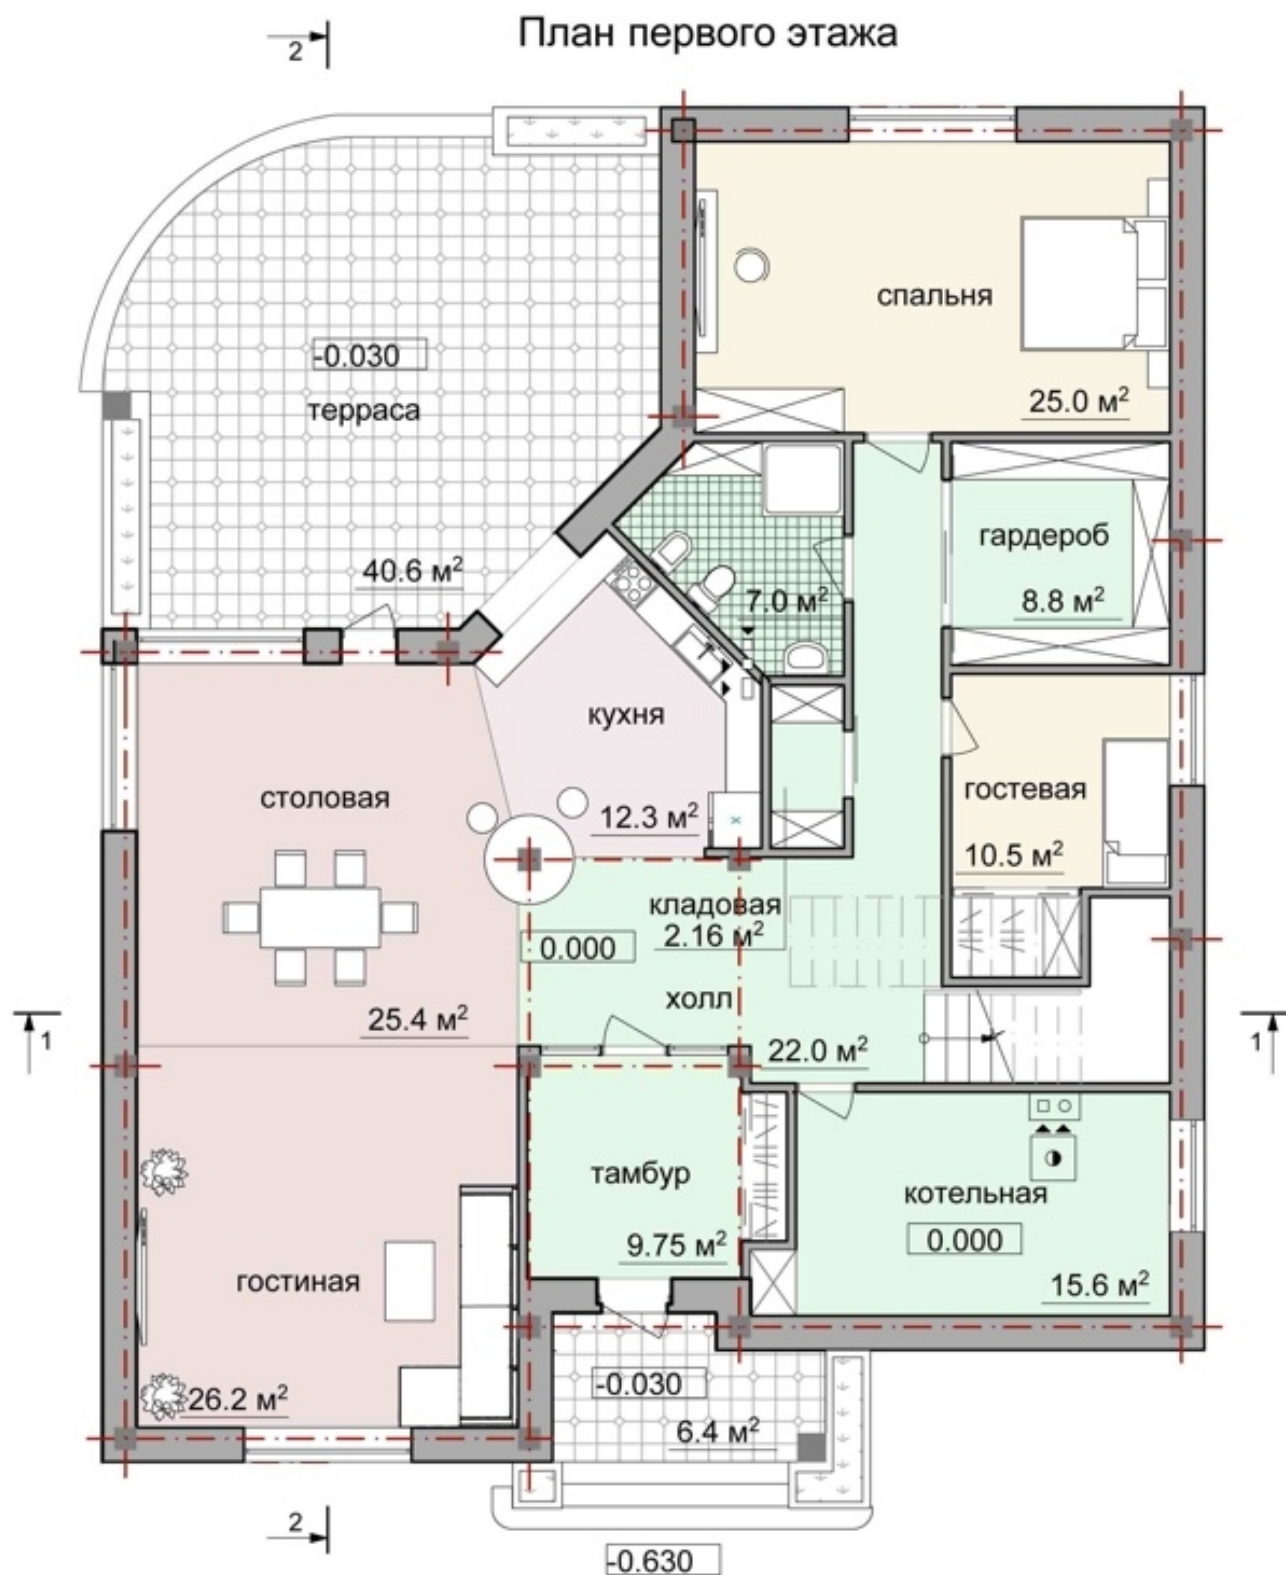 План первого этажа
2
спальня
-0.030
терраса
25.0 м²
гардероб
40.6 м²
7.0 м²
8.8 м²
кухня
гостевая
столовая
12.3 м²
10.5 м²
кладовая
2.16 м²
0.000
холл
25.4 м²
22.0 м²
1
1
тамбур
котельная
0.000
9.75 м²
гостиная
15.6 м²
-0.030
26.2 м²
6.4 м²
2
-0.630